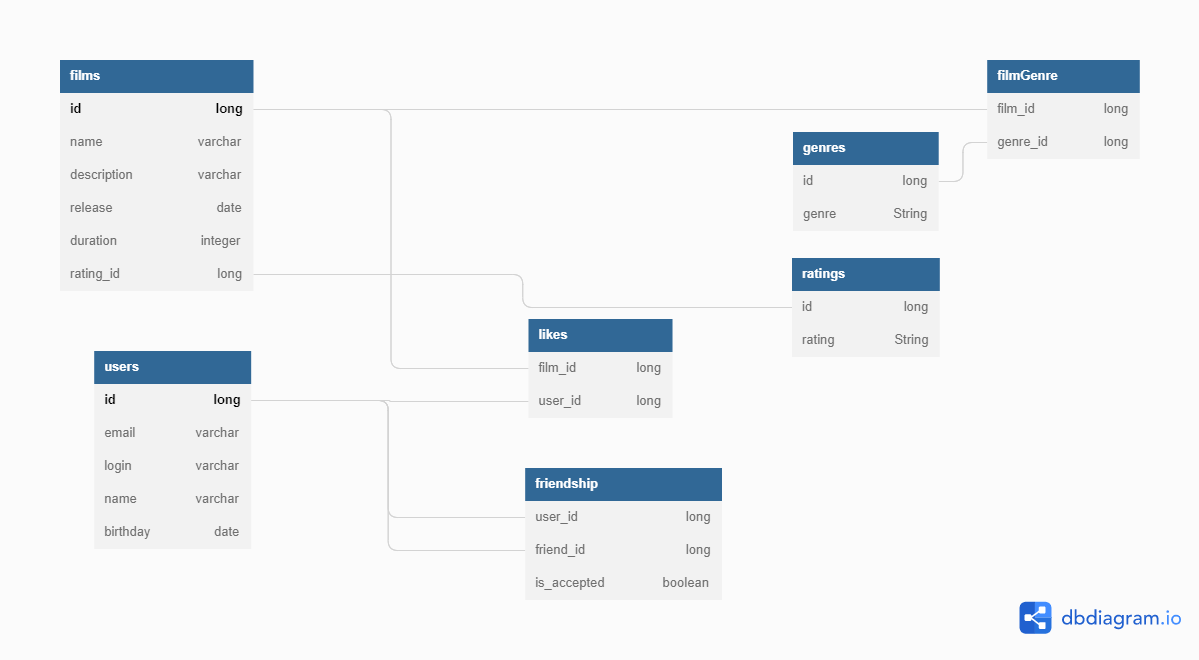 films
id long
name varchar
description varchar
release date
duration integer
rating_id long
filmGenre
film_id long
genre_id long
genres
id long
genre String
ratings
id long
rating String
likes
film_id long
user_id long
users
id long
email varchar
login varchar
name varchar
birthday date
friendship
user_id long
friend_id long
is_accepted boolean
dbdiagram.io